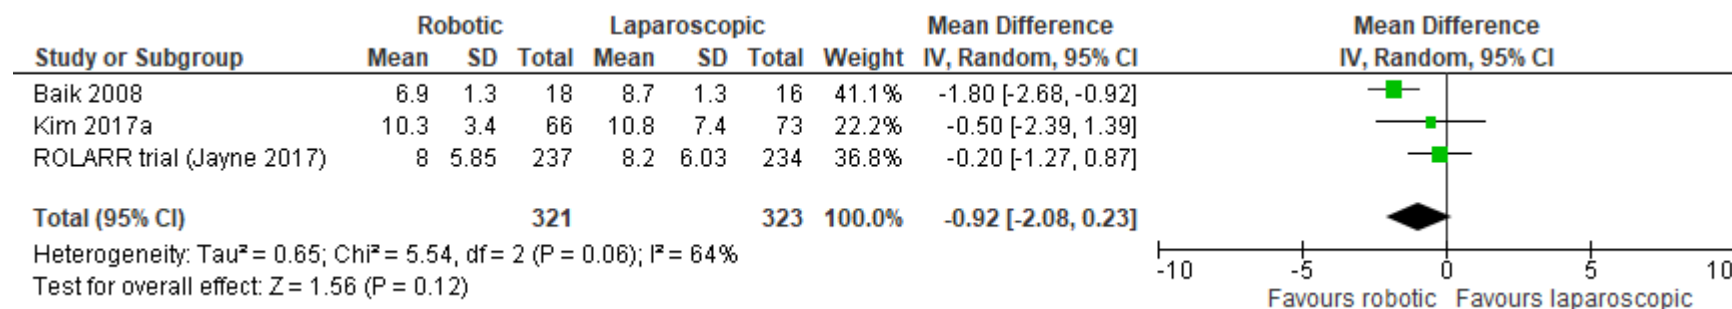 Robotic Laparoscopic Mean Difference Mean Difference
Study or Subgroup Mean SD Total Mean SD Total Weight IV, Random, 95% CI IV, Random, 95% CI
Baik 2008 6.9 1.3 18 8.7 1.3 16 41.1% -1.80 [-2.68, -0.92]
Kim 2017a 10.3 3.4 66 10.8 7.4 73 22.2% -0.50 [-2.39, 1.39]
ROLARR trial (Jayne 2017) 8 5.85 237 8.2 6.03 234 36.8% -0.20 [-1.27, 0.87]
Total (95% CI) 321 323 100.0% -0.92 [-2.08, 0.23]
Heterogeneity: Tau² = 0.65; Chi² = 5.54, df = 2 (P = 0.06); I² = 64%
Test for overall effect: Z = 1.56 (P = 0.12)
-10 -5 0 5 10
Favours robotic Favours laparoscopic